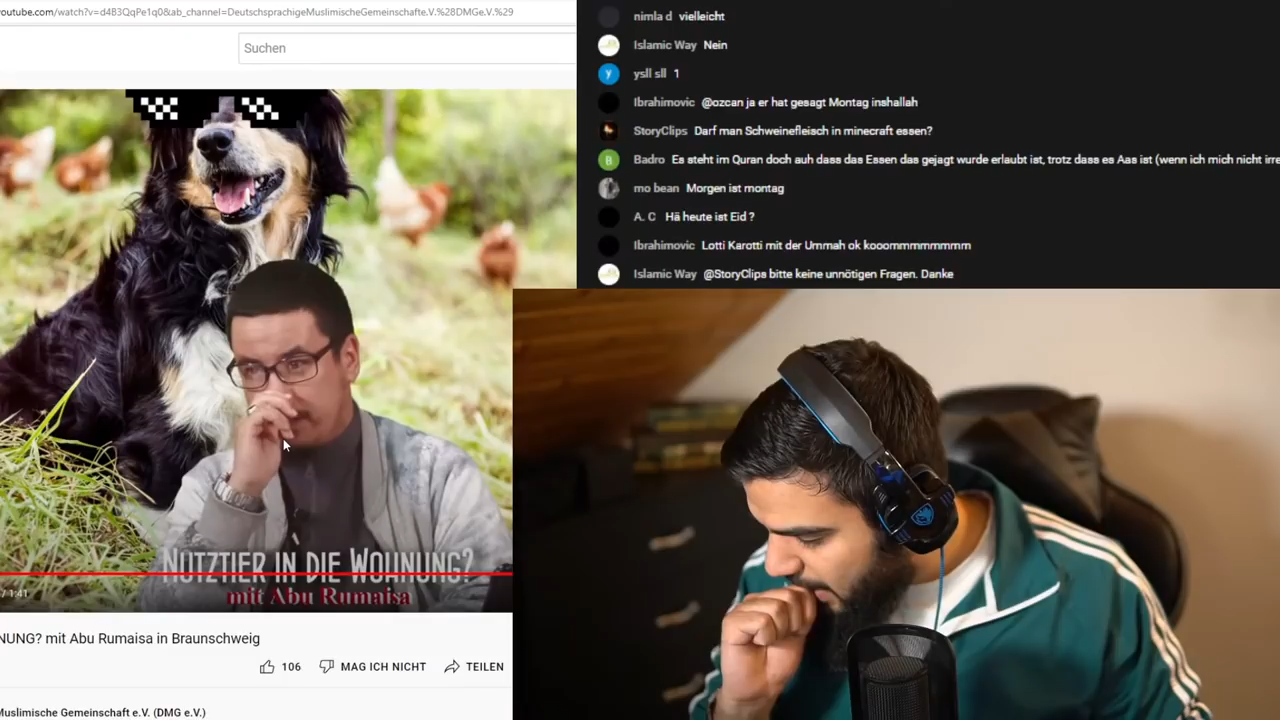 youtube.com/watch?v=d4B3QqPe1q0&ab_channel=DeutschsprachigeMuslimischeGemeinschafte.V.%28DMGe.V.%29
Suchen
NUTZTIER IN DIE WOHNUNG?
mit Abu Rumaisa
/ 1:41
NUNG? mit Abu Rumaisa in Braunschweig
106 MAG ICH NICHT TEILEN
Muslimische Gemeinschaft e.V. (DMG e.V.)
nimla d vielleicht
Islamic Way Nein
y ysll sll 1
Ibrahimovic @ozcan ja er hat gesagt Montag inshallah
StoryClips Darf man Schweinefleisch in minecraft essen?
B Badro Es steht im Quran doch auh dass das Essen das gejagt wurde erlaubt ist, trotz dass es Aas ist (wenn ich mich nicht irre
mo bean Morgen ist montag
A. C Hä heute ist Eid ?
Ibrahimovic Lotti Karotti mit der Ummah ok kooommmmmmmm
Islamic Way @StoryClips bitte keine unnötigen Fragen. Danke